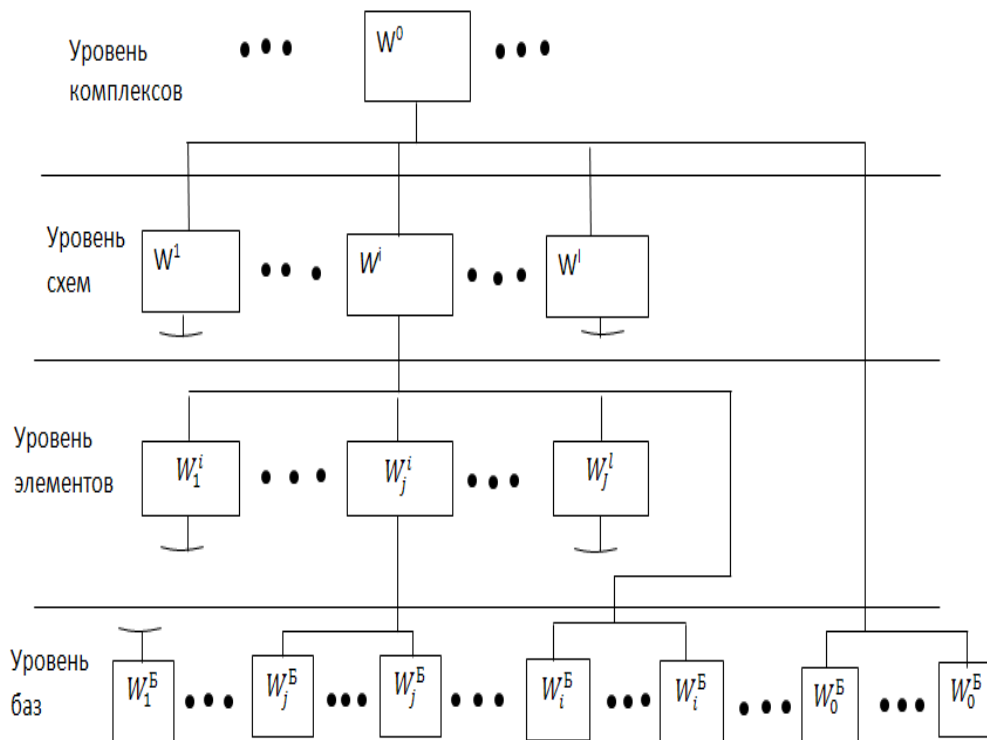 Уровень
комплексов
W⁰
Уровень
схем
W¹
Wⁱ
Wˡ
Уровень
элементов
W₁ⁱ
Wⱼⁱ
W_J^l
Уровень
баз
W₁ᴮ
Wⱼᴮ
Wⱼᴮ
Wᵢᴮ
Wᵢᴮ
W₀ᴮ
W₀ᴮ